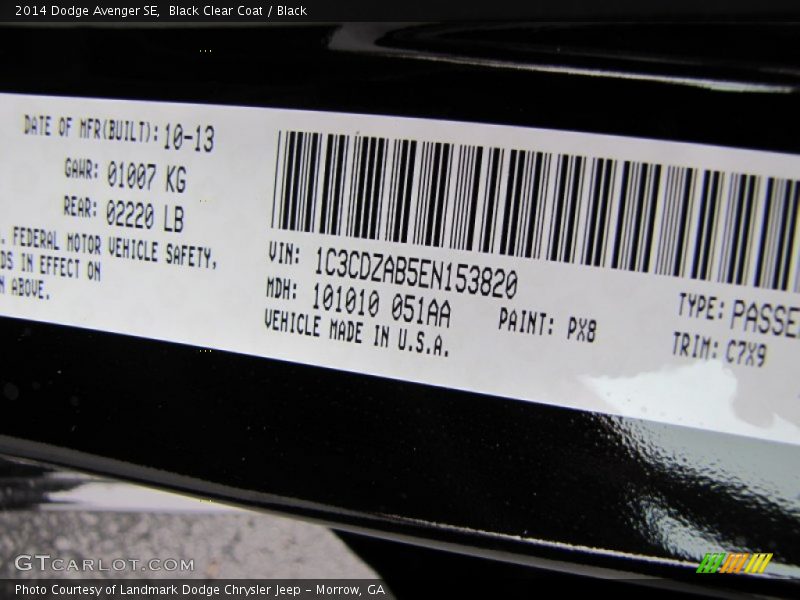 2014 Dodge Avenger SE,  Black Clear Coat / Black
DATE OF MFR(BUILT): 10-13
GAWR: 01007 KG
REAR: 02220 LB
. FEDERAL MOTOR VEHICLE SAFETY,
DS IN EFFECT ON
N ABOVE.
VIN: 1C3CDZAB5EN153820
MDH: 101010 051AA
VEHICLE MADE IN U.S.A.
PAINT: PX8
TYPE: PASSE
TRIM: C7X9
GTCARLOT.COM
Photo Courtesy of Landmark Dodge Chrysler Jeep – Morrow, GA